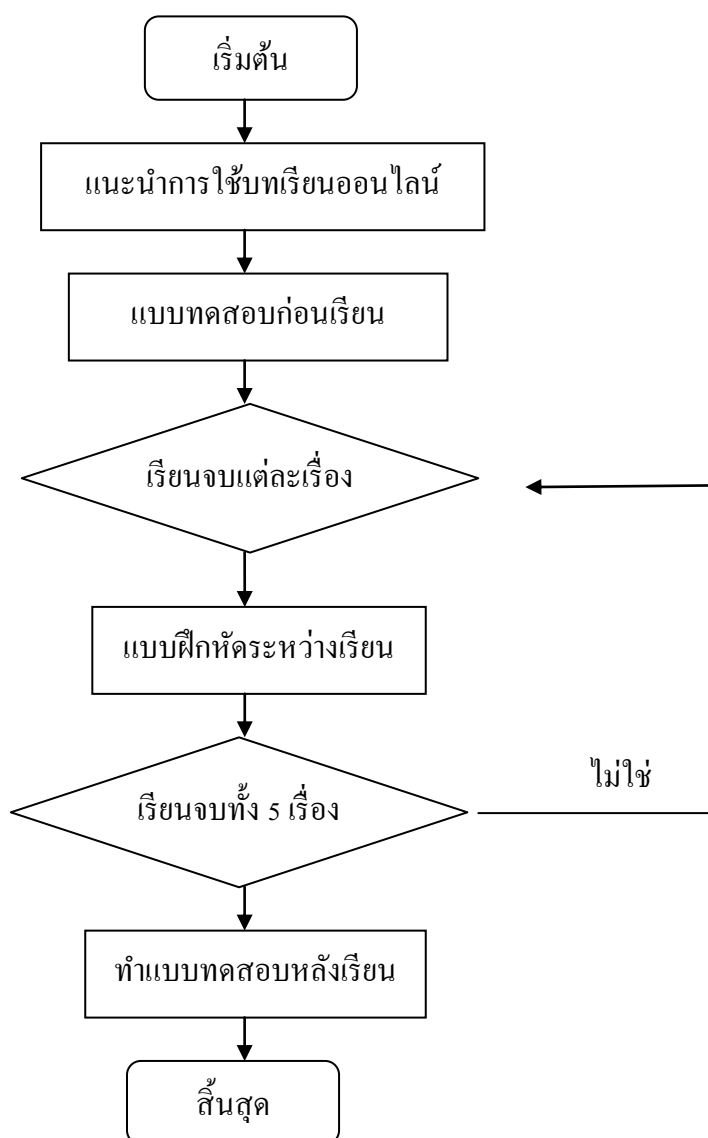 เริ่มต้น
แนะนำการใช้บทเรียนออนไลน์
แบบทดสอบก่อนเรียน
เรียนจบแต่ละเรื่อง
แบบฝึกหัดระหว่างเรียน
ไม่ใช่
เรียนจบทั้ง 5 เรื่อง
ทำแบบทดสอบหลังเรียน
สิ้นสุด